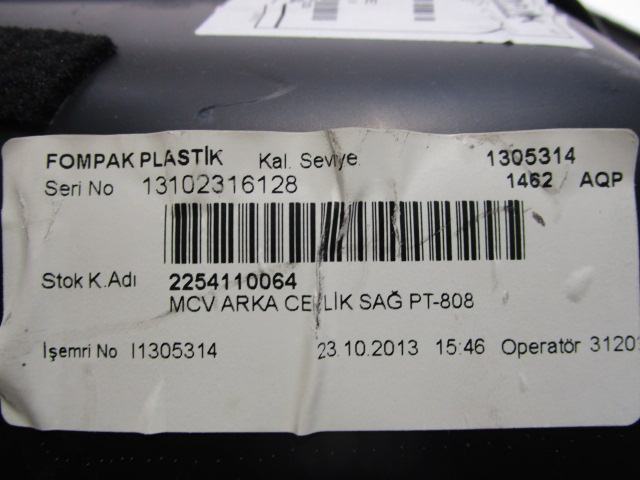 FOMPAK PLASTİK Kal. Seviye 1305314
Seri No 13102316128 1462 AQP
Stok K.Adı 2254110064
MCV ARKA SAĞ PT-808
İşemri No I1305314 23.10.2013 15:46 Operatör